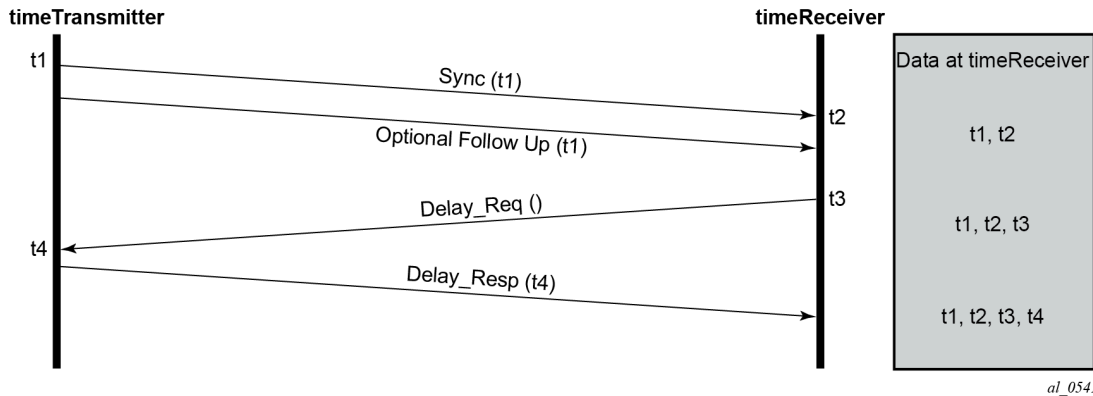 timeTransmitter
timeReceiver
t1
Sync (t1)
t2
Optional Follow Up (t1)
t3
Delay_Req ()
t4
Delay_Resp (t4)
Data at timeReceiver
t1, t2
t1, t2, t3
t1, t2, t3, t4